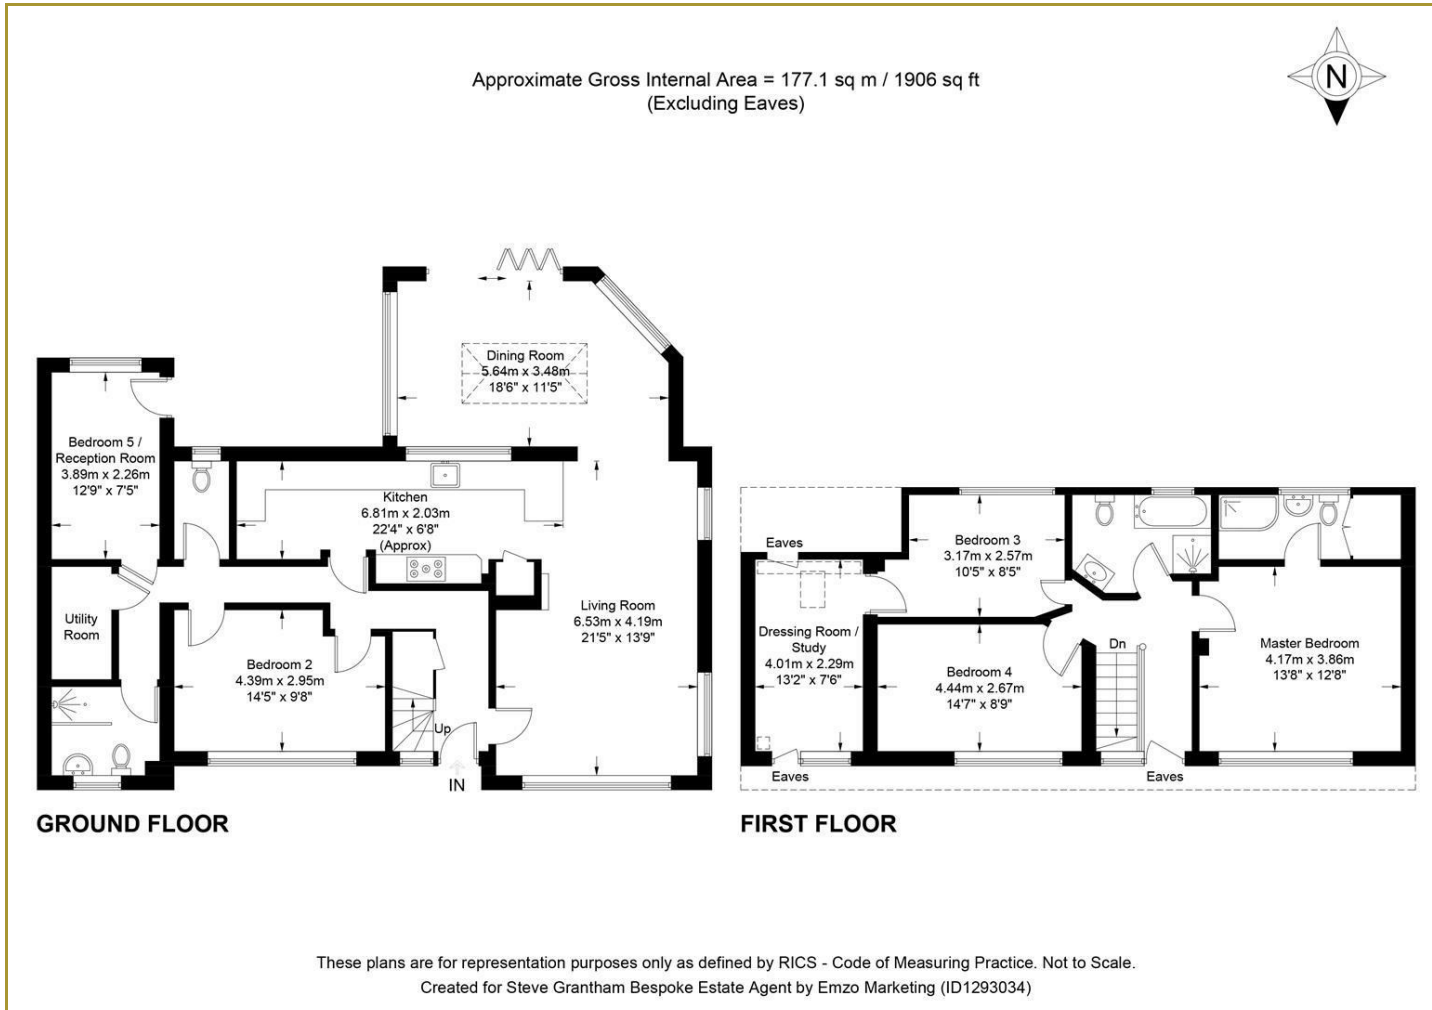 Approximate Gross Internal Area = 177.1 sq m / 1906 sq ft
(Excluding Eaves)
N
Dining Room
5.64m x 3.48m
18'6" x 11'5"
Bedroom 5 /
Reception Room
3.89m x 2.26m
12'9" x 7'5"
Kitchen
6.81m x 2.03m
22'4" x 6'8"
(Approx)
Utility
Room
Bedroom 2
4.39m x 2.95m
14'5" x 9'8"
Living Room
6.53m x 4.19m
21'5" x 13'9"
Up
IN
GROUND FLOOR
Eaves
Bedroom 3
3.17m x 2.57m
10'5" x 8'5"
Dressing Room /
Study
4.01m x 2.29m
13'2" x 7'6"
Bedroom 4
4.44m x 2.67m
14'7" x 8'9"
Dn
Master Bedroom
4.17m x 3.86m
13'8" x 12'8"
Eaves
Eaves
FIRST FLOOR
These plans are for representation purposes only as defined by RICS - Code of Measuring Practice. Not to Scale.
Created for Steve Grantham Bespoke Estate Agent by Emzo Marketing (ID1293034)